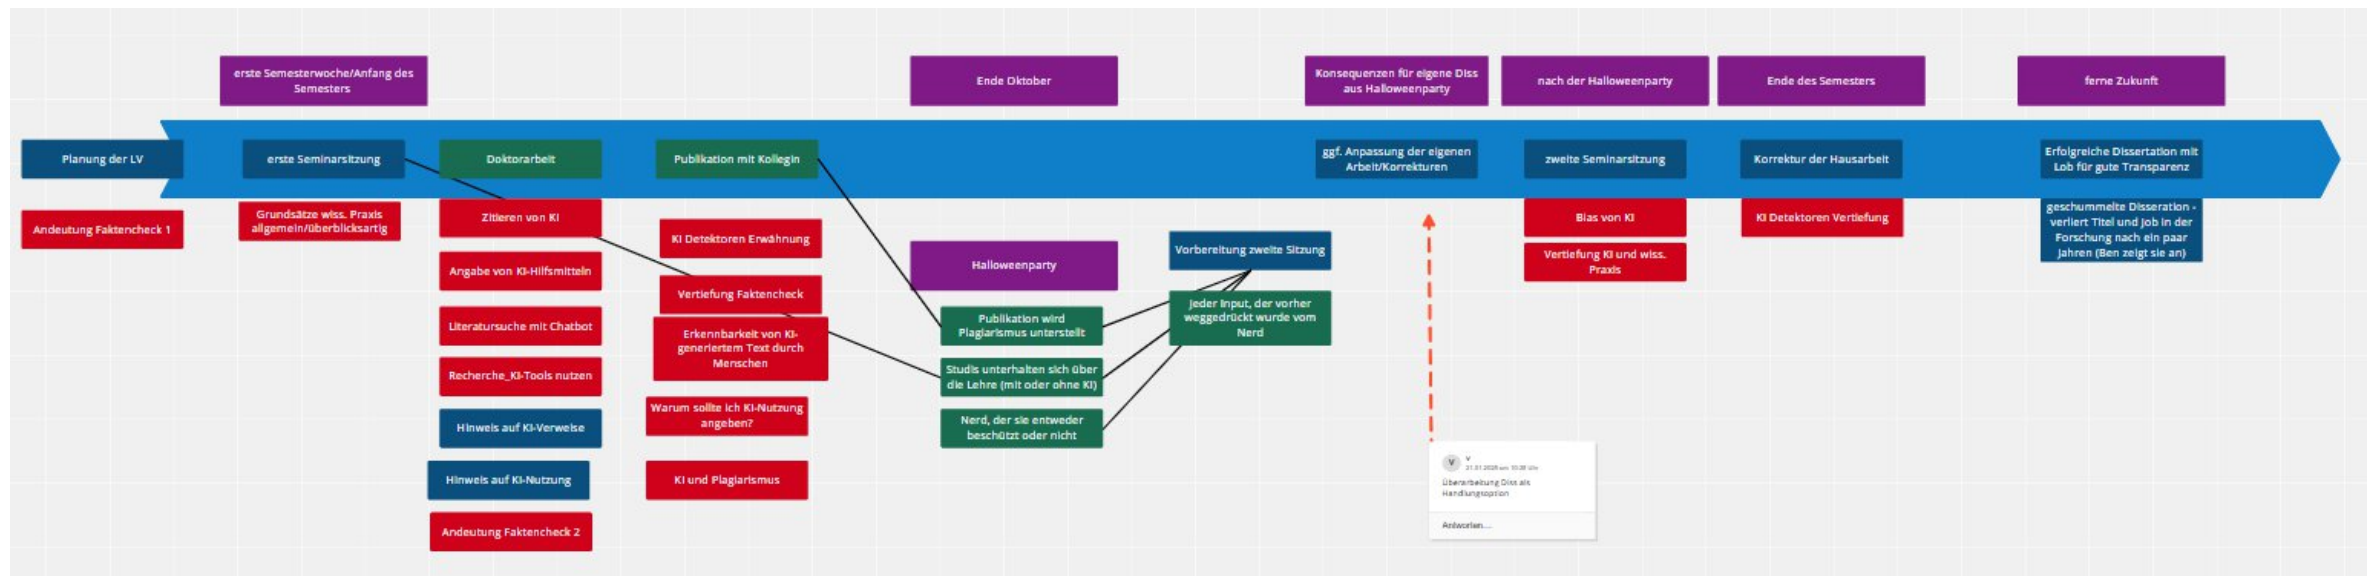 erste Semesterwoche/Anfang des
Semesters
Ende Oktober
Konsequenzen für eigene Diss
aus Halloweenparty
nach der Halloweenparty
Ende des Semesters
ferne Zukunft
Planung der LV
erste Seminarsitzung
Doktorarbeit
Publikation mit Kollegin
ggf. Anpassung der eigenen
Arbeit/Korrekturen
zweite Seminarsitzung
Korrektur der Hausarbeit
Erfolgreiche Dissertation mit
Lob für gute Transparenz
Andeutung Faktencheck 1
Grundsätze wiss. Praxis
allgemein/überblicksartig
Zitieren von KI
Angabe von KI-Hilfsmitteln
Literatursuche mit Chatbot
Recherche_KI-Tools nutzen
Hinweis auf KI-Verweise
Hinweis auf KI-Nutzung
Andeutung Faktencheck 2
KI Detektoren Erwähnung
Vertiefung Faktencheck
Erkennbarkeit von KI-
generiertem Text durch
Menschen
Warum sollte ich KI-Nutzung
angeben?
KI und Plagiarismus
Halloweenparty
Publikation wird
Plagiarismus unterstellt
Studis unterhalten sich über
die Lehre (mit oder ohne KI)
Nerd, der sie entweder
beschützt oder nicht
Vorbereitung zweite Sitzung
Jeder Input, der vorher
weggedrückt wurde vom
Nerd
Bias von KI
Vertiefung KI und wiss.
Praxis
KI Detektoren Vertiefung
geschummelte Disseration -
verliert Titel und Job in der
Forschung nach ein paar
Jahren (Ben zeigt sie an)
V
V
Überarbeitung Diss als
Handlungsoption
Antworten...